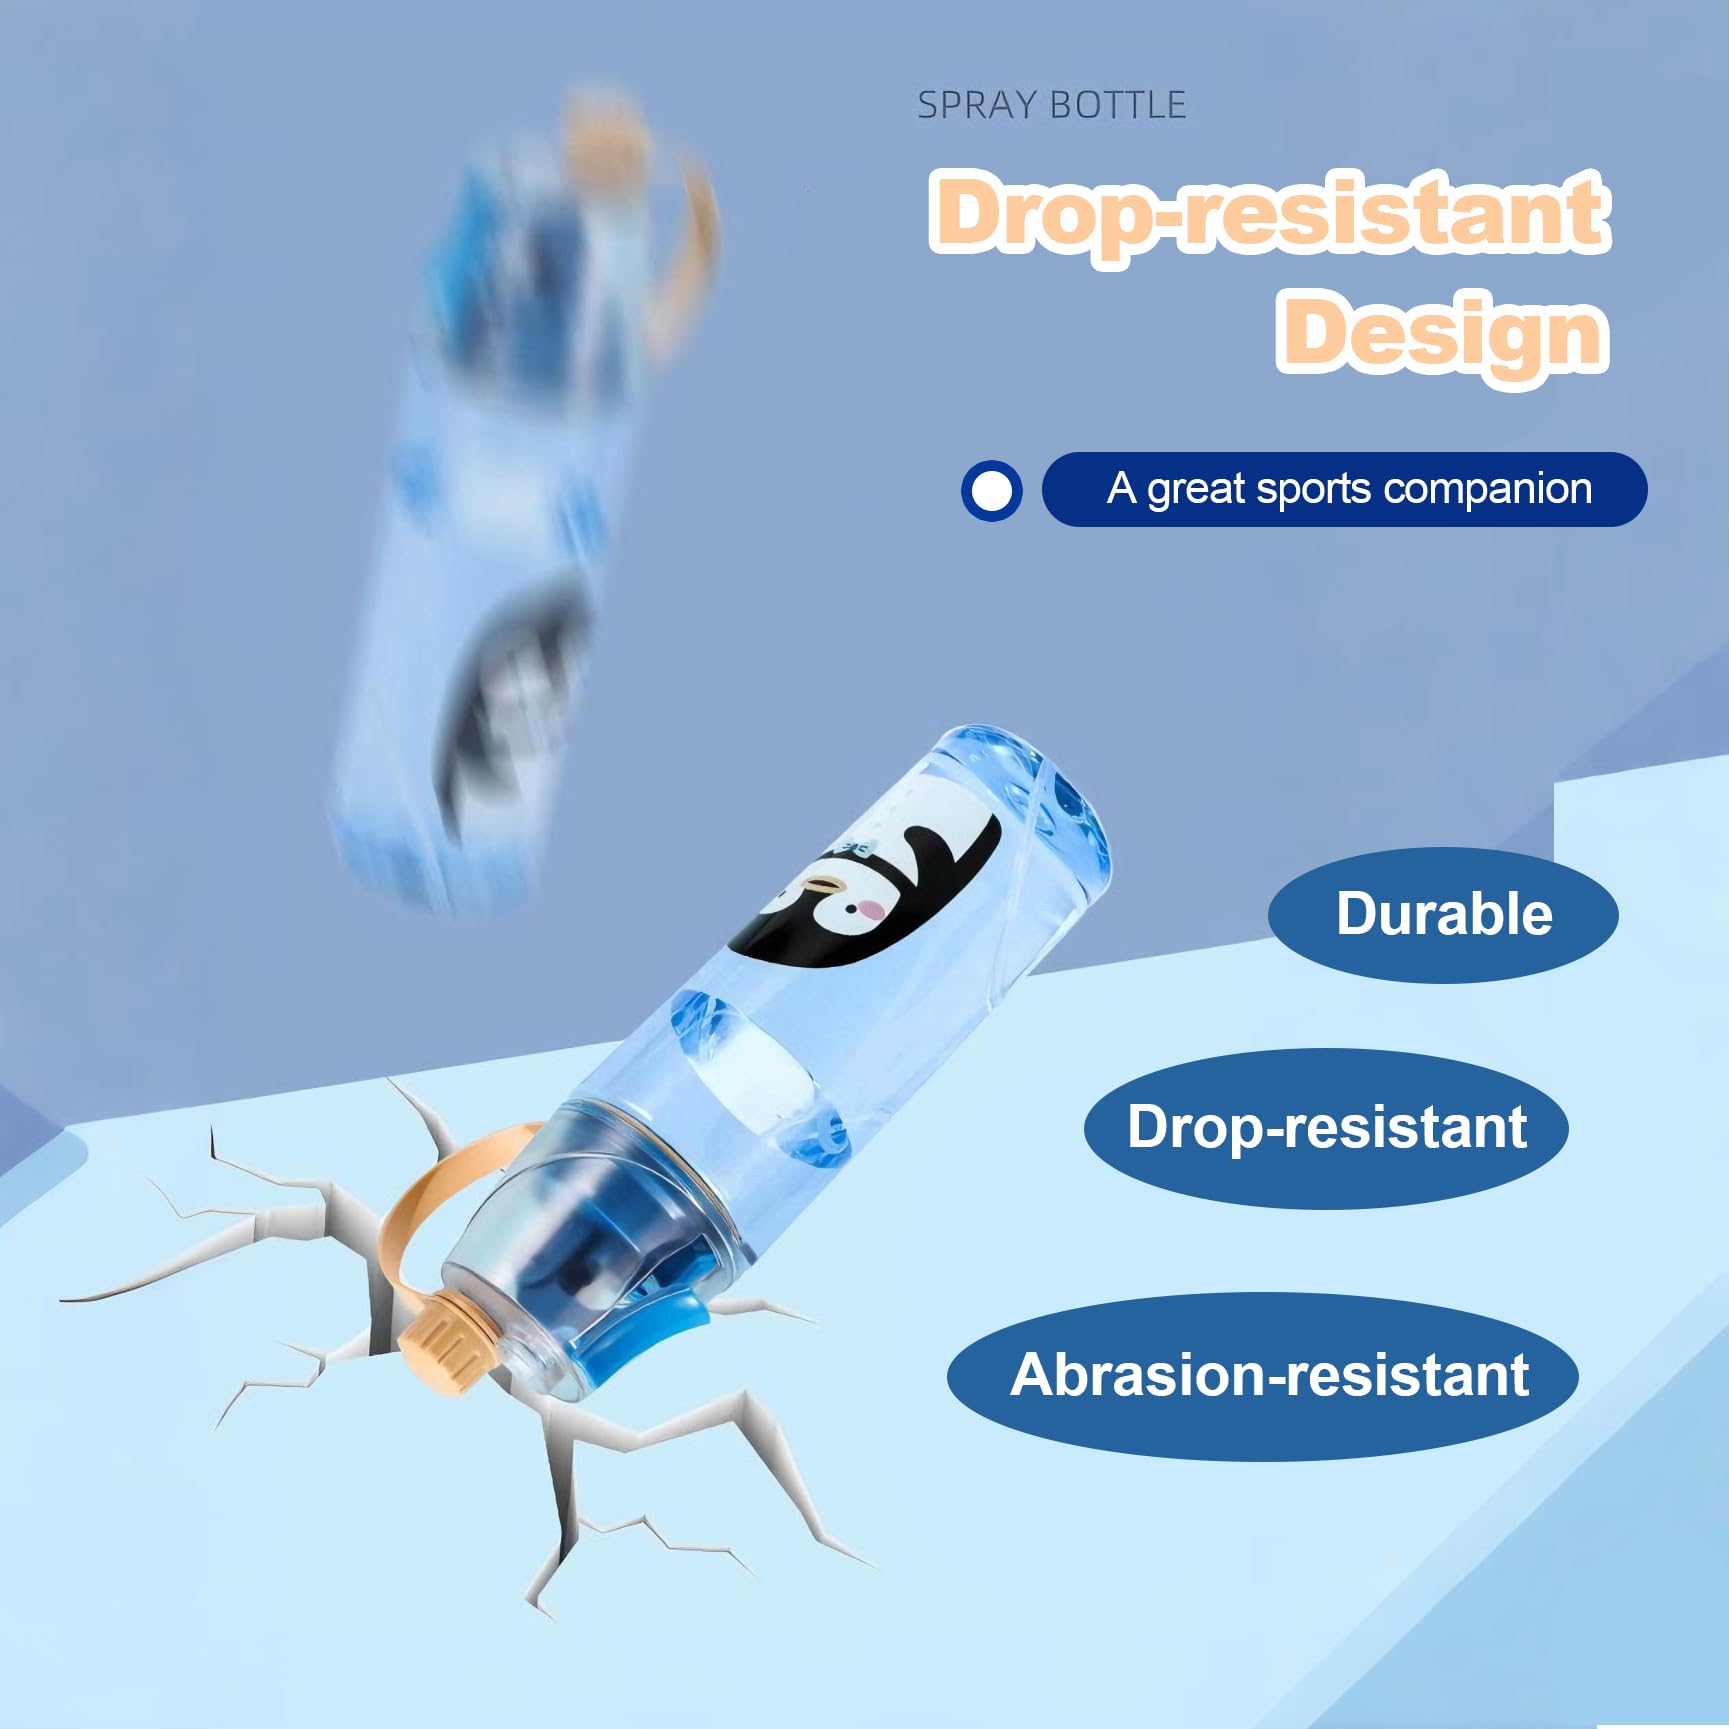 SPRAY BOTTLE
Drop-resistant
Design
A great sports companion
Durable
Drop-resistant
Abrasion-resistant